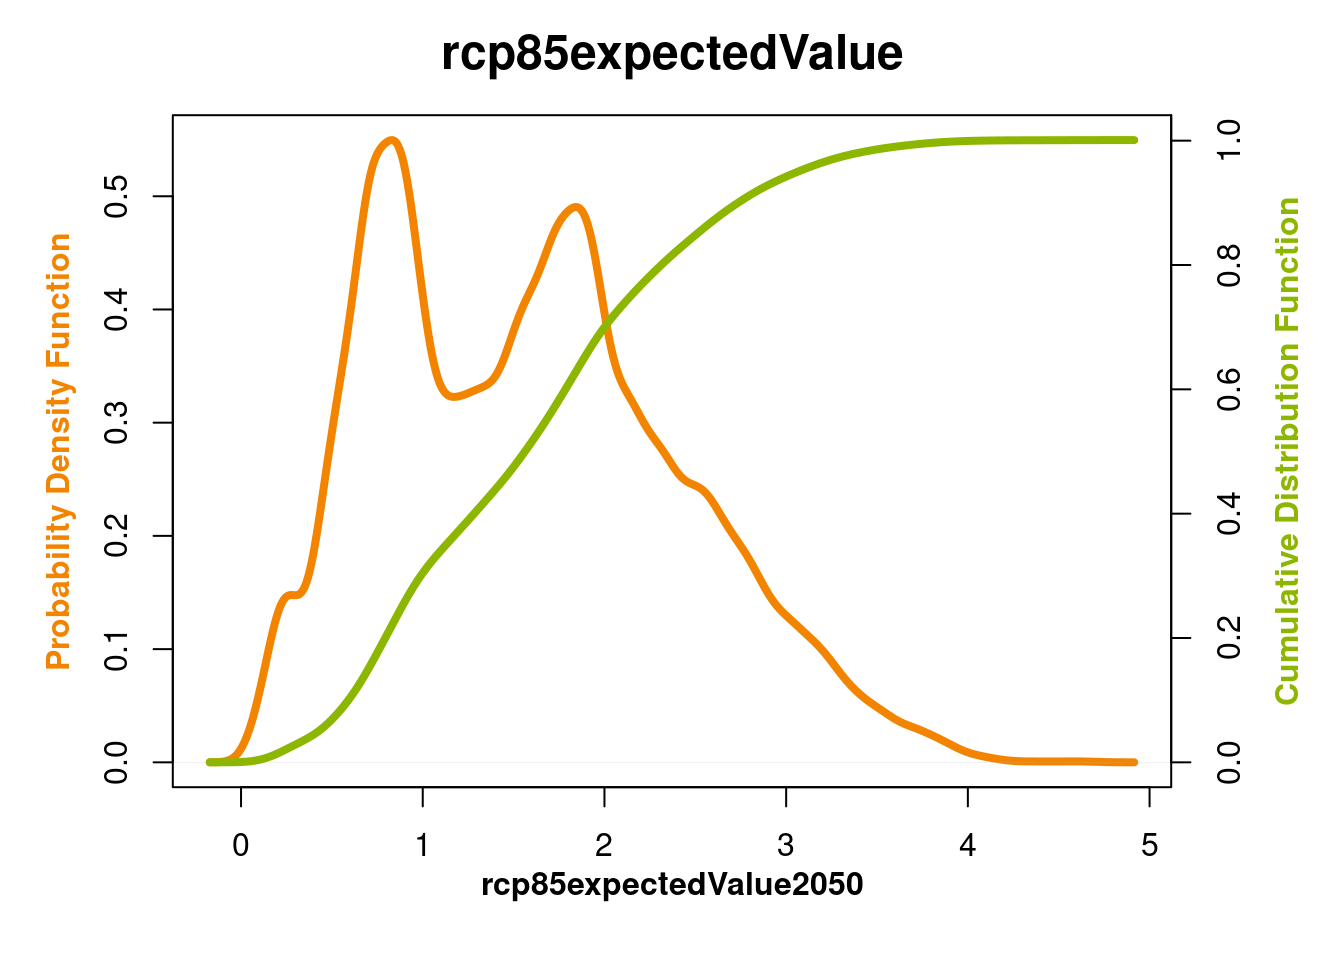 rcp85expectedValue
Probability Density Function
0.0 0.1 0.2 0.3 0.4 0.5
0 1 2 3 4 5
rcp85expectedValue2050
0.0 0.2 0.4 0.6 0.8 1.0
Cumulative Distribution Function